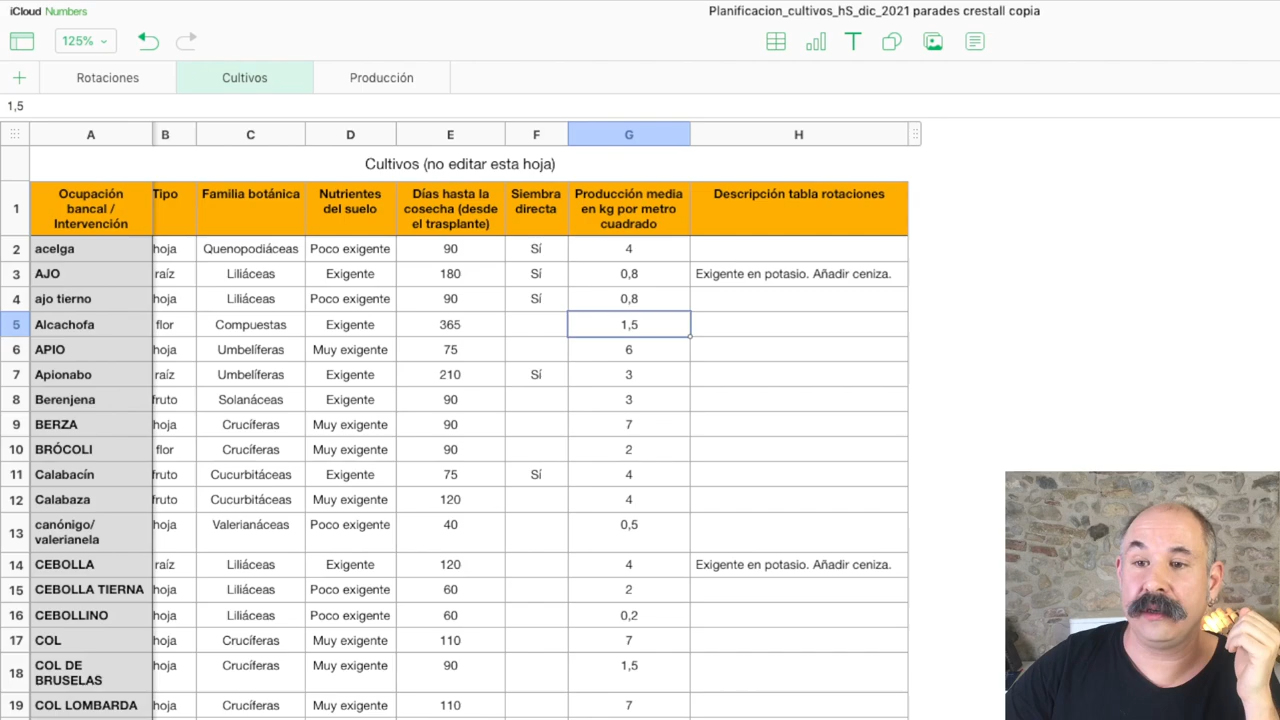 iCloud Numbers
Planificacion_cultivos_hS_dic_2021 parades crestall copia
125%
Rotaciones Cultivos Producción
1,5
A B C D E F G H
Cultivos (no editar esta hoja)
1 Ocupación bancal / Intervención Tipo Familia botánica Nutrientes del suelo Días hasta la cosecha (desde el trasplante) Siembra directa Producción media en kg por metro cuadrado Descripción tabla rotaciones
2 acelga hoja Quenopodiáceas Poco exigente 90 Sí 4
3 AJO raíz Liliáceas Exigente 180 Sí 0,8 Exigente en potasio. Añadir ceniza.
4 ajo tierno hoja Liliáceas Poco exigente 90 Sí 0,8
5 Alcachofa flor Compuestas Exigente 365 1,5
6 APIO hoja Umbelíferas Muy exigente 75 6
7 Apionabo raíz Umbelíferas Exigente 210 Sí 3
8 Berenjena fruto Solanáceas Exigente 90 3
9 BERZA hoja Crucíferas Muy exigente 90 7
10 BRÓCOLI flor Crucíferas Muy exigente 90 2
11 Calabacín fruto Cucurbitáceas Exigente 75 Sí 4
12 Calabaza fruto Cucurbitáceas Muy exigente 120 4
13 canónigo/ valerianela hoja Valerianáceas Poco exigente 40 0,5
14 CEBOLLA raíz Liliáceas Exigente 120 4 Exigente en potasio. Añadir ceniza.
15 CEBOLLA TIERNA hoja Liliáceas Poco exigente 60 2
16 CEBOLLINO hoja Liliáceas Poco exigente 60 0,2
17 COL hoja Crucíferas Muy exigente 110 7
18 COL DE BRUSELAS hoja Crucíferas Muy exigente 90 1,5
19 COL LOMBARDA hoja Crucíferas Muy exigente 110 7